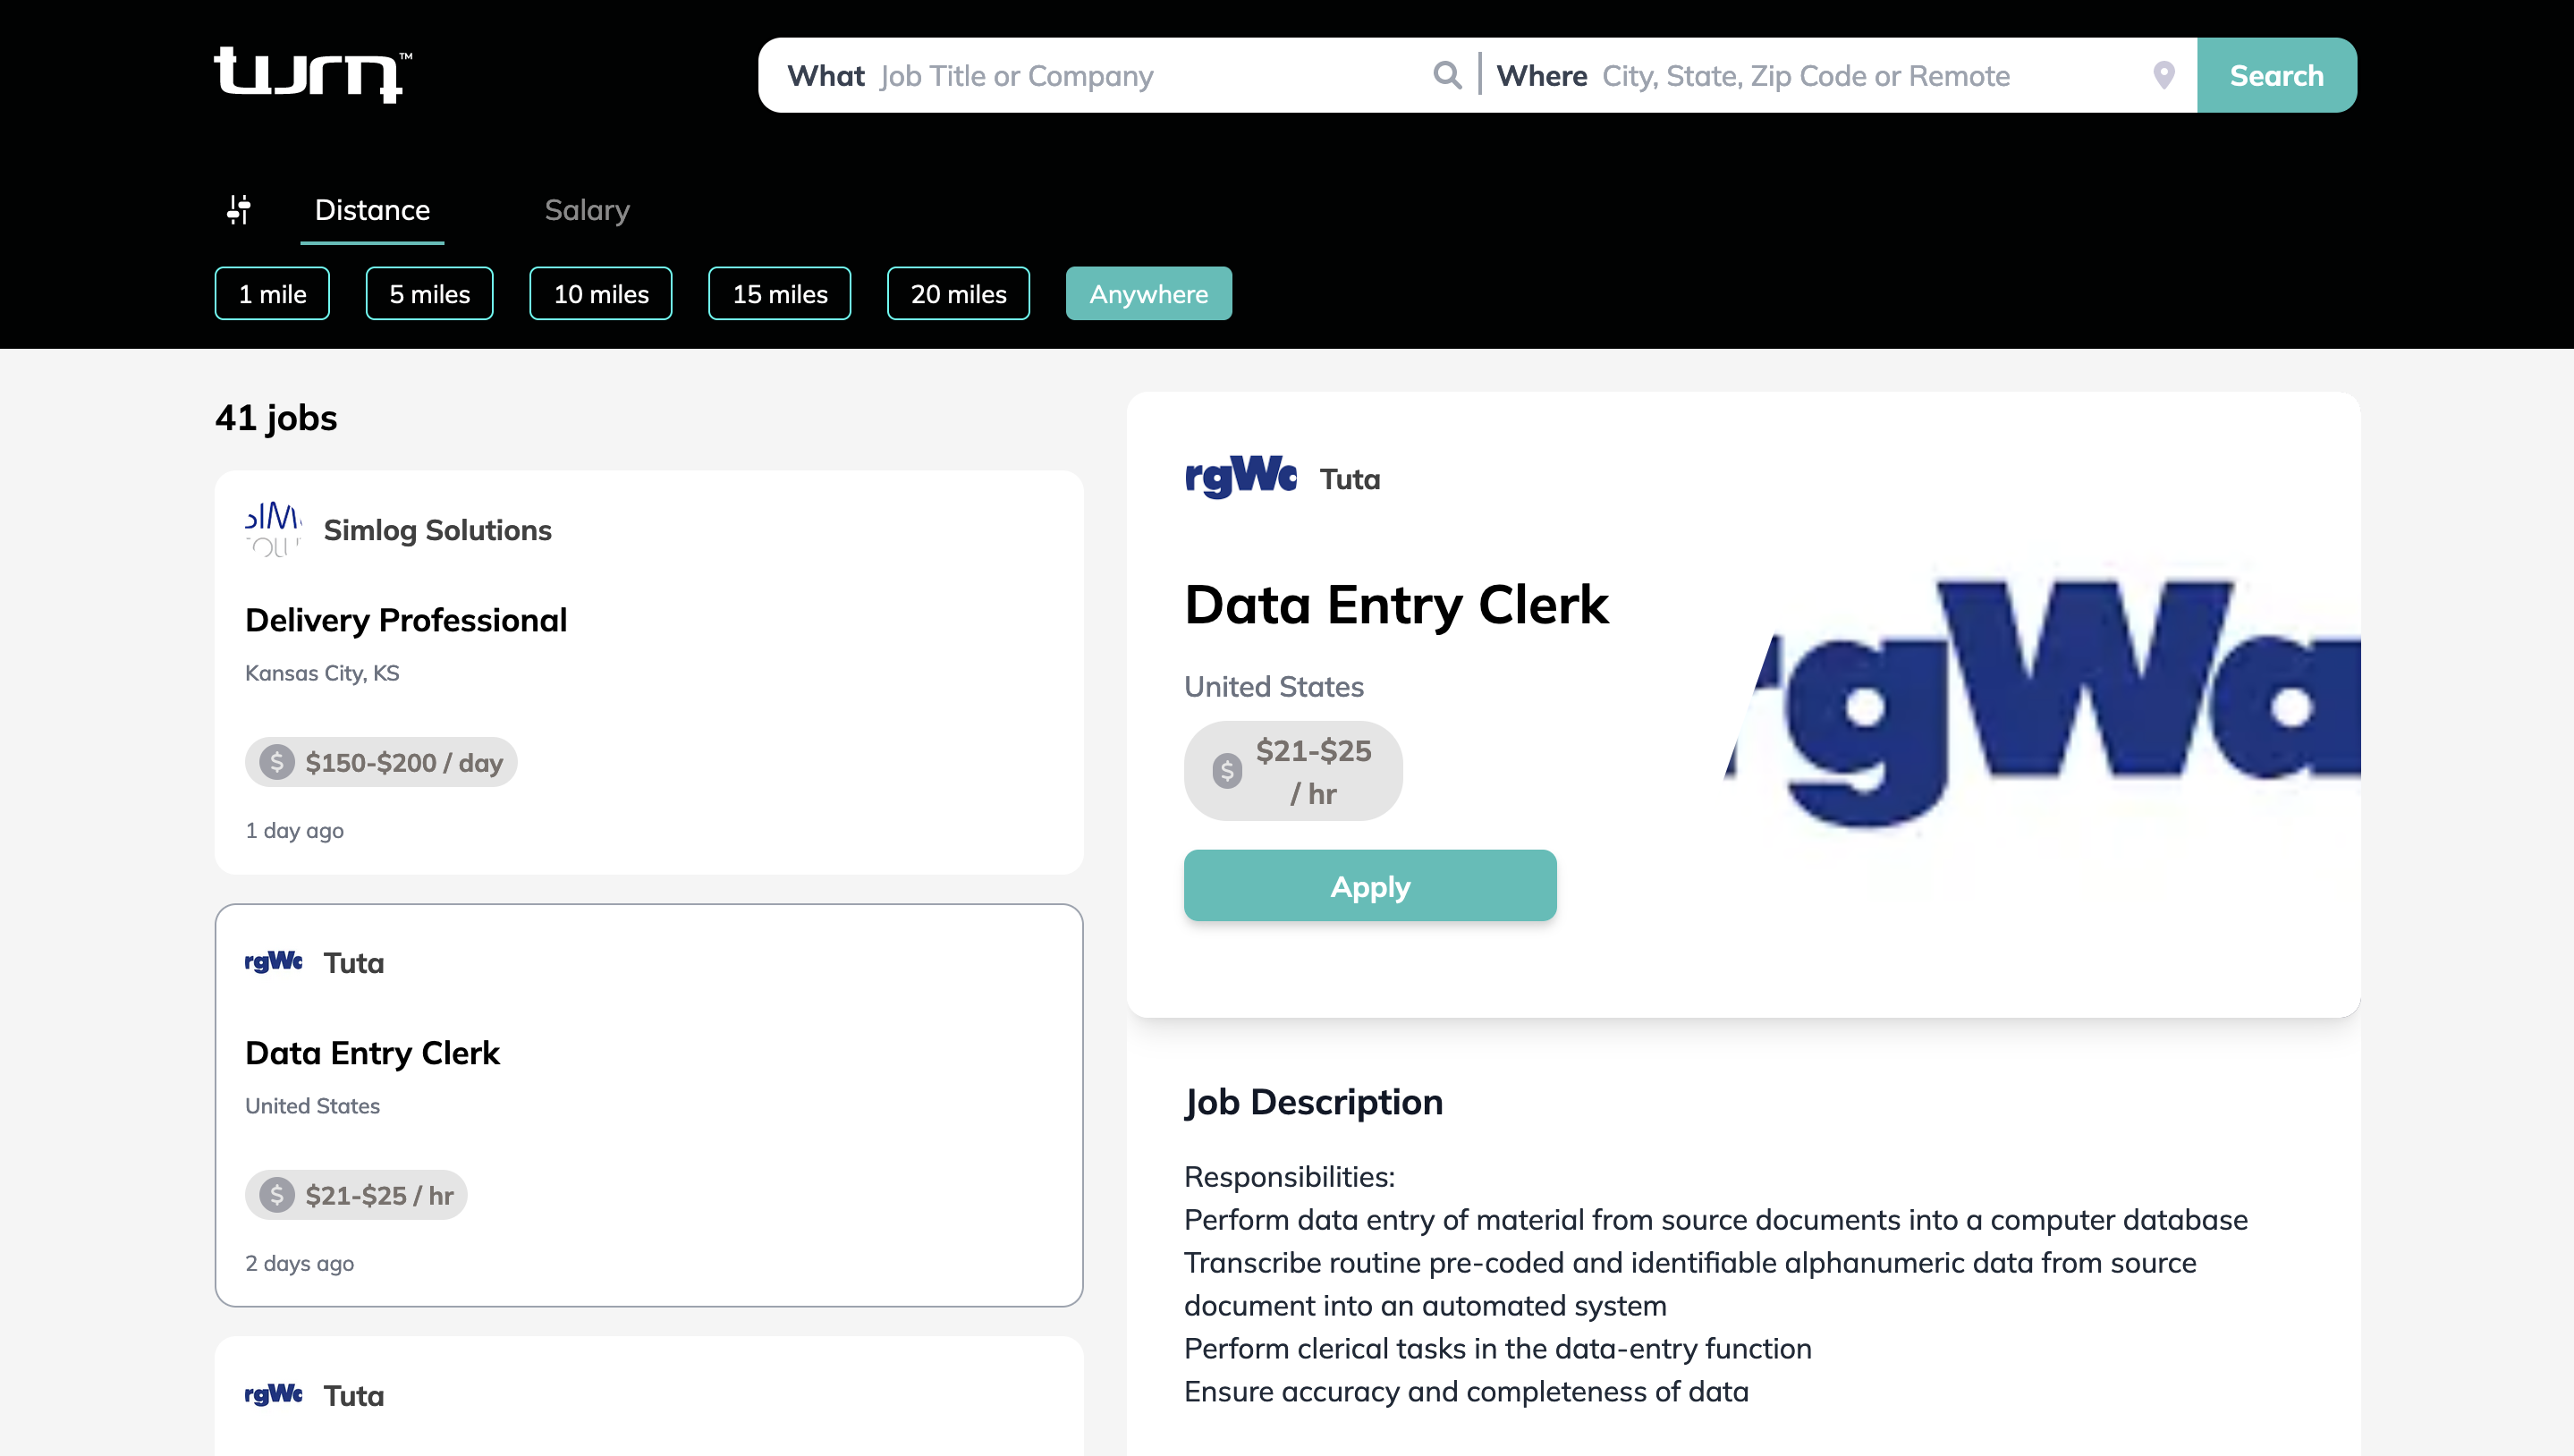 turn™
What Job Title or Company
Where City, State, Zip Code or Remote
Search
Distance
Salary
1 mile
5 miles
10 miles
15 miles
20 miles
Anywhere
41 jobs
Simlog Solutions
Delivery Professional
Kansas City, KS
$ $150-$200 / day
1 day ago
rgWa
Tuta
Data Entry Clerk
United States
$ $21-$25 / hr
2 days ago
rgWa
Tuta
rgWa
Tuta
Data Entry Clerk
United States
$ $21-$25
/ hr
Apply
rgWa
Job Description
Responsibilities:
Perform data entry of material from source documents into a computer database
Transcribe routine pre-coded and identifiable alphanumeric data from source
document into an automated system
Perform clerical tasks in the data-entry function
Ensure accuracy and completeness of data